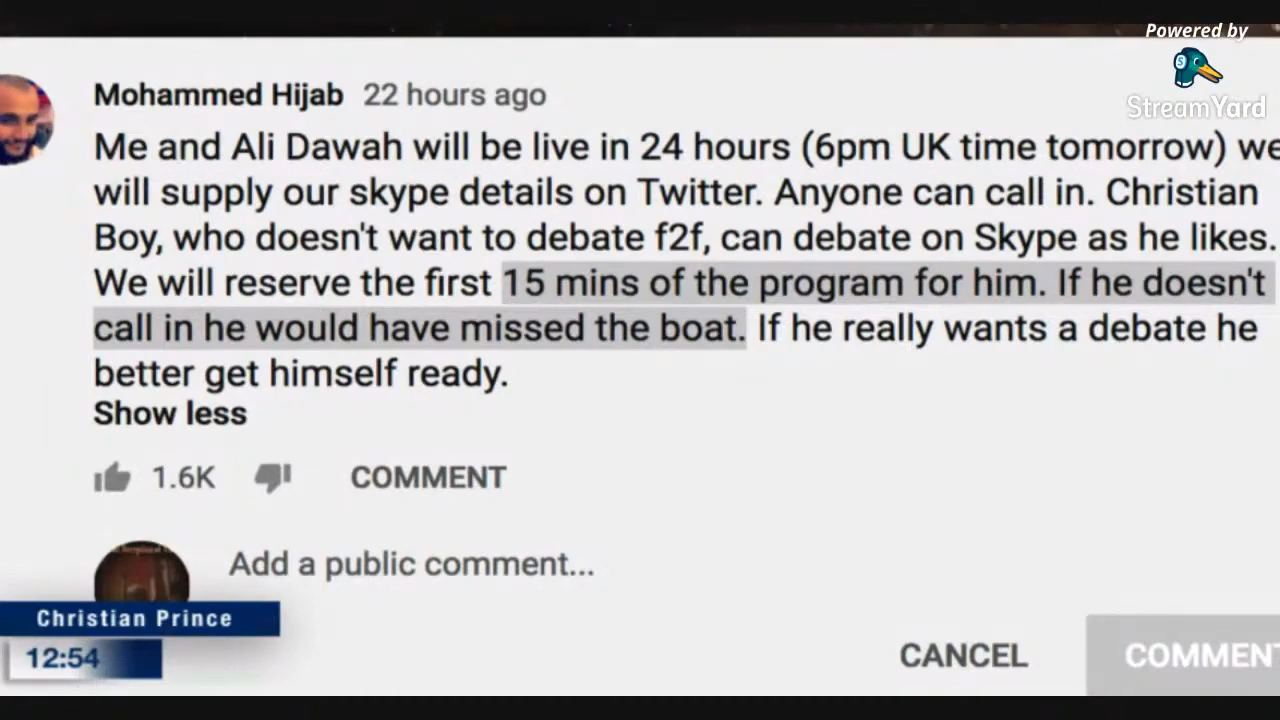 Powered by
StreamYard
Mohammed Hijab 22 hours ago
Me and Ali Dawah will be live in 24 hours (6pm UK time tomorrow) we
will supply our skype details on Twitter. Anyone can call in. Christian
Boy, who doesn't want to debate f2f, can debate on Skype as he likes.
We will reserve the first 15 mins of the program for him. If he doesn't
call in he would have missed the boat. If he really wants a debate he
better get himself ready.
Show less
1.6K COMMENT
Add a public comment...
Christian Prince
12:54
CANCEL COMMENT